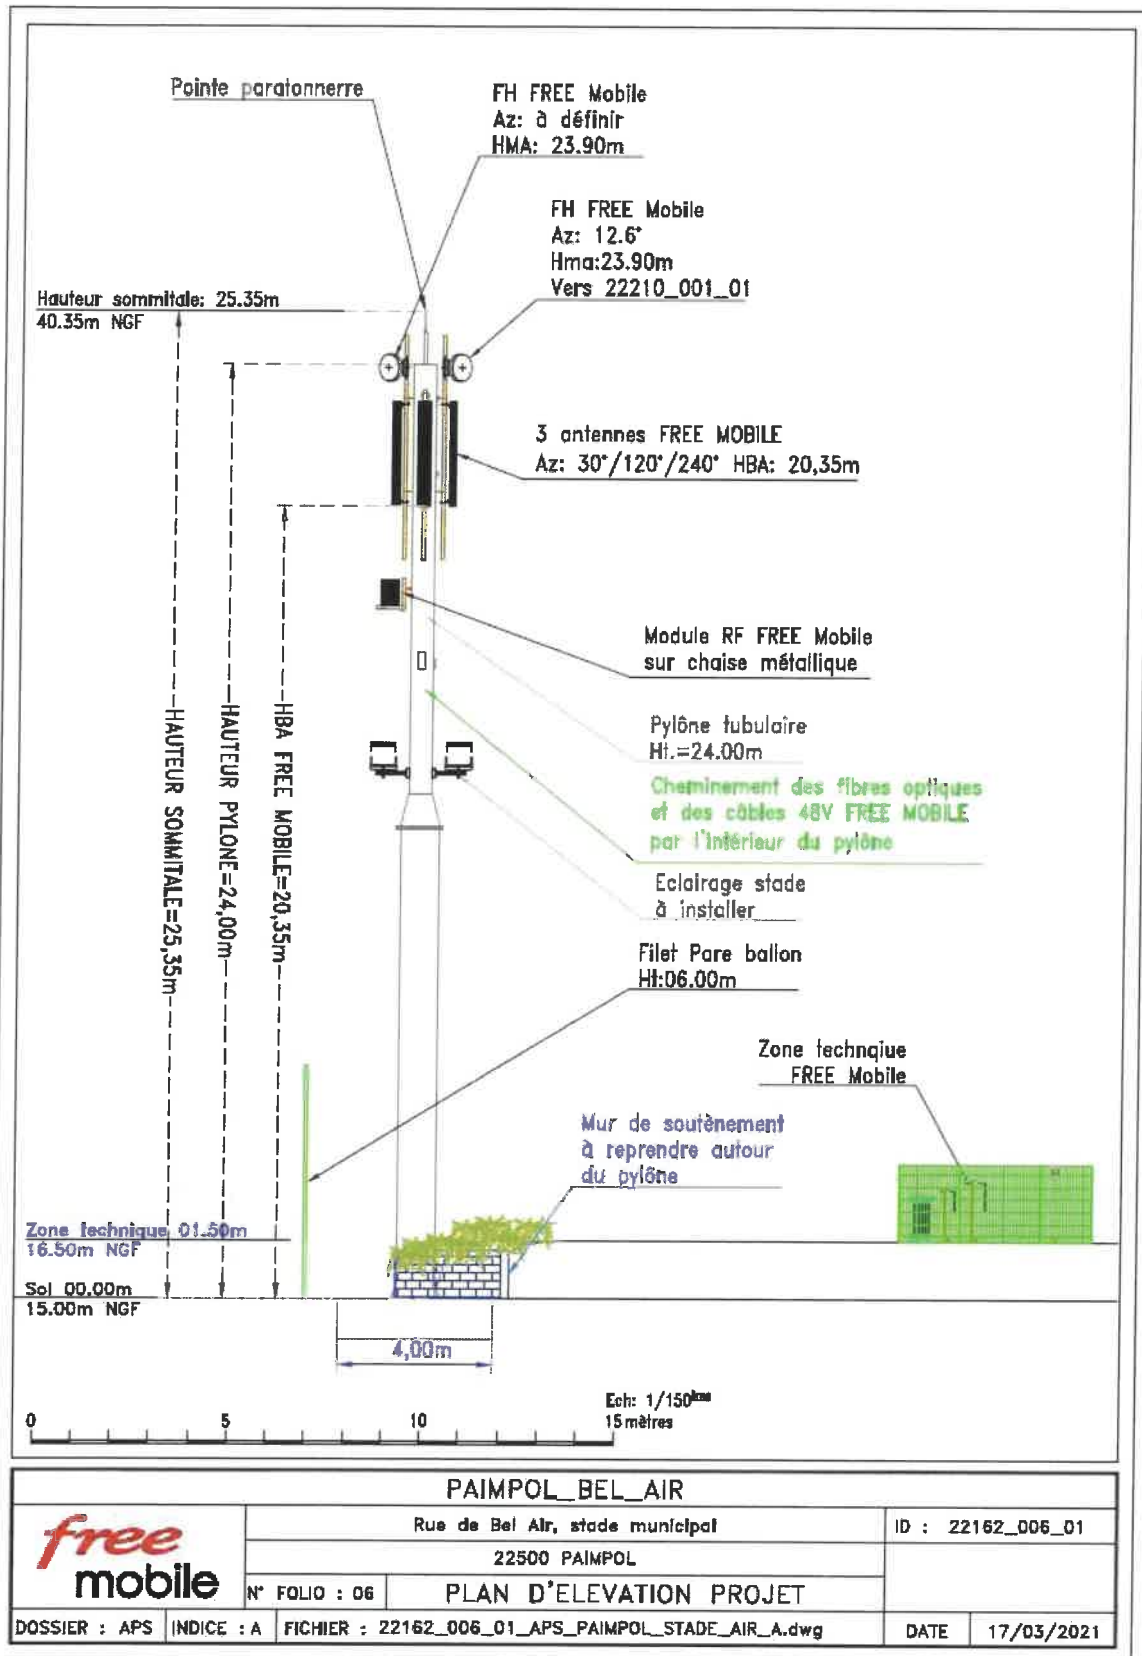 Pointe paratonnerre
FH FREE Mobile
Az: à définir
HMA: 23.90m
FH FREE Mobile
Az: 12.6°
Hma:23.90m
Vers 22210_001_01
Hauteur sommitale: 25.35m
40.35m NGF
3 antennes FREE MOBILE
Az: 30°/120°/240° HBA: 20,35m
Module RF FREE Mobile
sur chaise métallique
Pylône tubulaire
Ht.=24.00m
Cheminement des fibres optiques
et des câbles 48V FREE MOBILE
par l'intérieur du pylône
Eclairage stade
à installer
HAUTEUR SOMMITALE=25,35m
HAUTEUR PYLONE=24,00m
HBA FREE MOBILE=20,35m
Filet Pare ballon
Ht:06.00m
Zone technqiue
FREE Mobile
Mur de soutènement
à reprendre autour
du pylône
Zone technique 01.50m
16.50m NGF
Sol 00.00m
15.00m NGF
4,00m
Ech: 1/150ème
0 5 10 15 mètres
PAIMPOL_BEL_AIR
free
mobile
Rue de Bel Air, stade municipal
ID : 22162_006_01
22500 PAIMPOL
N° FOLIO : 06
PLAN D'ELEVATION PROJET
DOSSIER : APS
INDICE : A
FICHIER : 22162_006_01_APS_PAIMPOL_STADE_AIR_A.dwg
DATE
17/03/2021